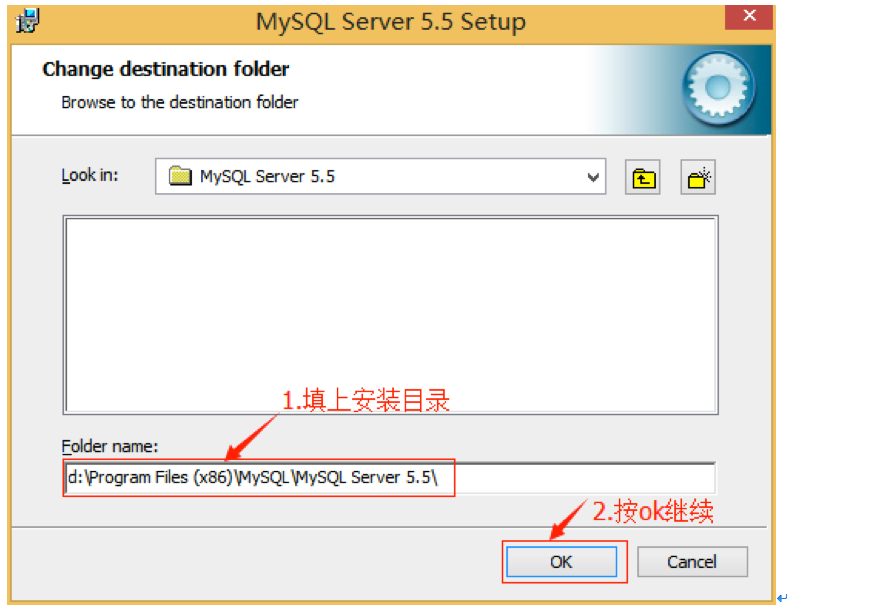 MySQL Server 5.5 Setup
Change destination folder
Browse to the destination folder
Look in:
MySQL Server 5.5
1.填上安装目录
Folder name:
d:\Program Files (x86)\MySQL\MySQL Server 5.5\
2.按ok继续
OK
Cancel